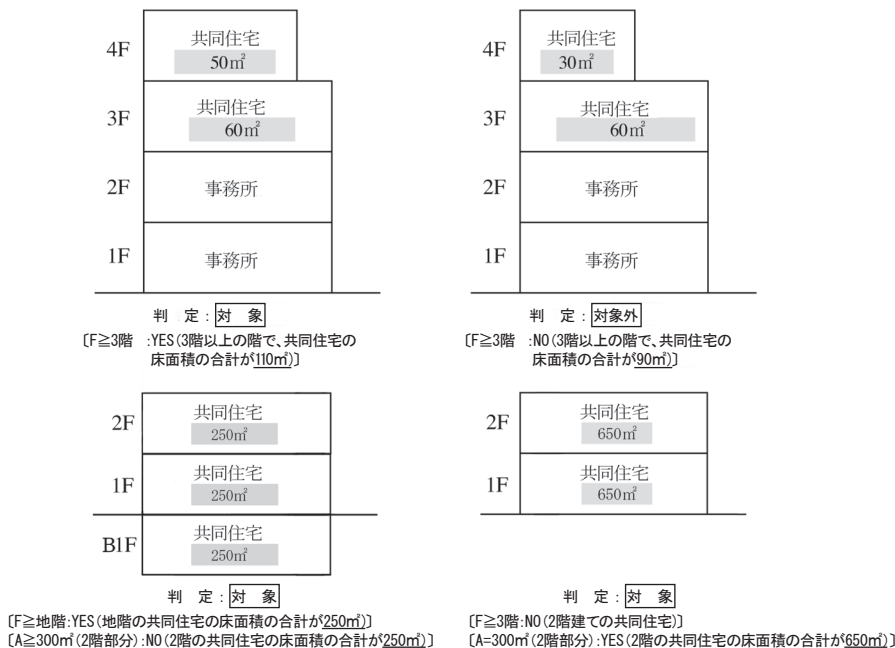 4F
共同住宅
50㎡
3F
共同住宅
60㎡
2F
事務所
1F
事務所
判　定：対　象
〔F≧3階　:YES(3階以上の階で、共同住宅の
床面積の合計が110㎡)〕
4F
共同住宅
30㎡
3F
共同住宅
60㎡
2F
事務所
1F
事務所
判　定：対象外
〔F≧3階　:NO(3階以上の階で、共同住宅の
床面積の合計が90㎡)〕
2F
共同住宅
250㎡
1F
共同住宅
250㎡
B1F
共同住宅
250㎡
判　定：対　象
〔F≧地階:YES(地階の共同住宅の床面積の合計が250㎡)〕
〔A≧300㎡(2階部分):NO(2階の共同住宅の床面積の合計が250㎡)〕
2F
共同住宅
650㎡
1F
共同住宅
650㎡
判　定：対　象
〔F≧3階:NO(2階建ての共同住宅)〕
〔A=300㎡(2階部分):YES(2階の共同住宅の床面積の合計が650㎡)〕